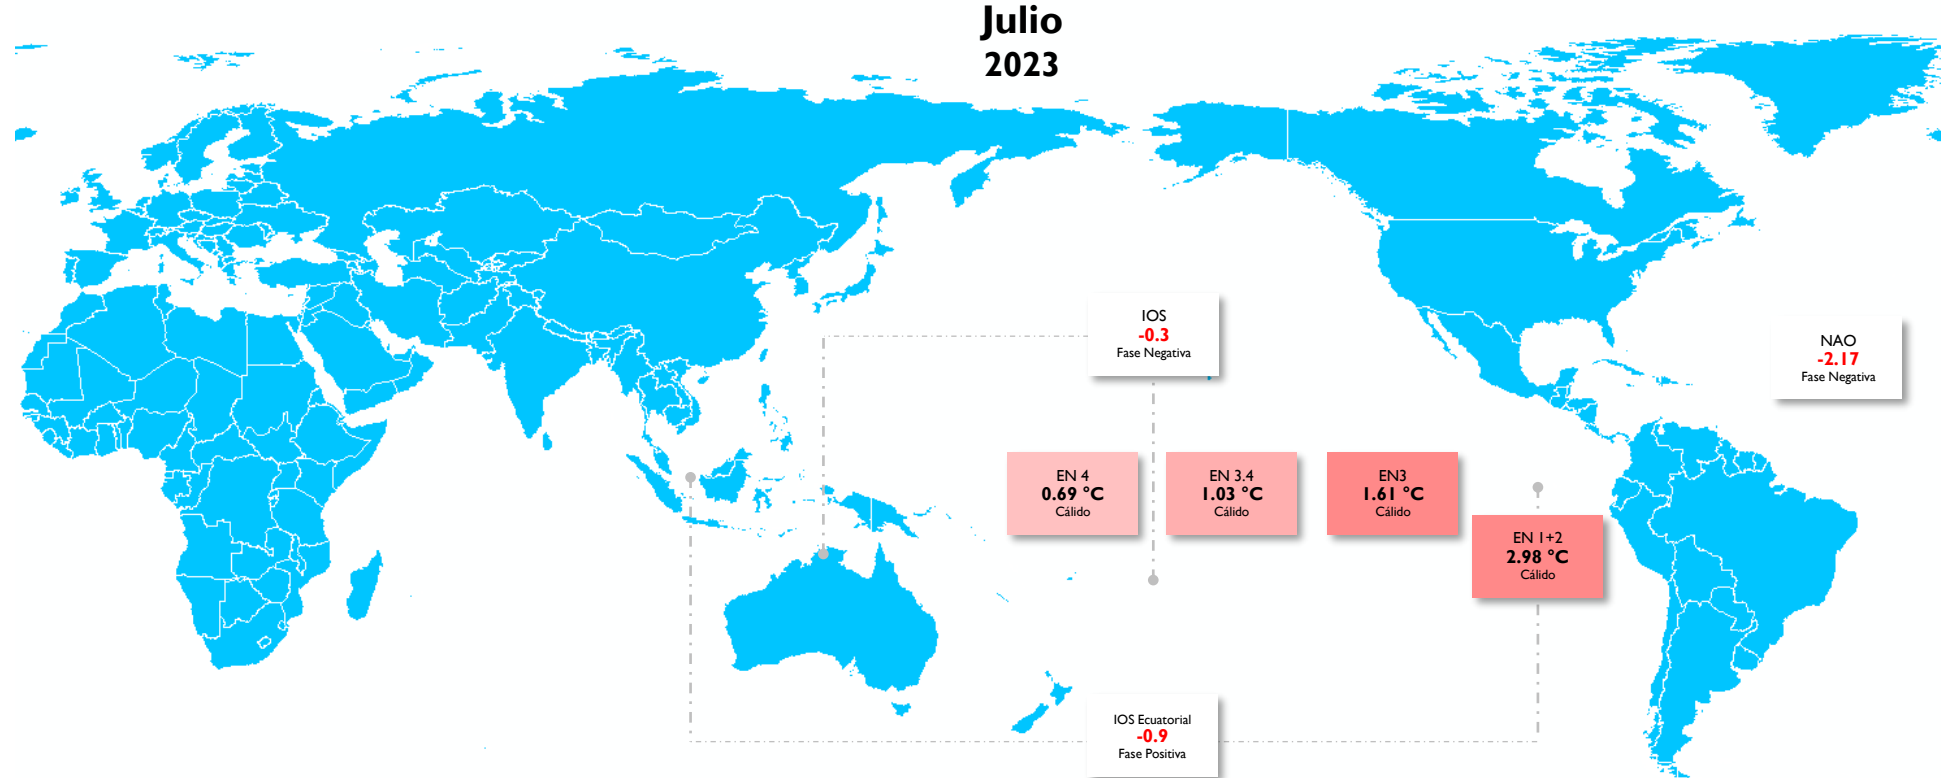 Julio
2023
IOS
-0.3
Fase Negativa
NAO
-2.17
Fase Negativa
EN 4
0.69 °C
Cálido
EN 3.4
1.03 °C
Cálido
EN3
1.61 °C
Cálido
EN 1+2
2.98 °C
Cálido
IOS Ecuatorial
-0.9
Fase Positiva